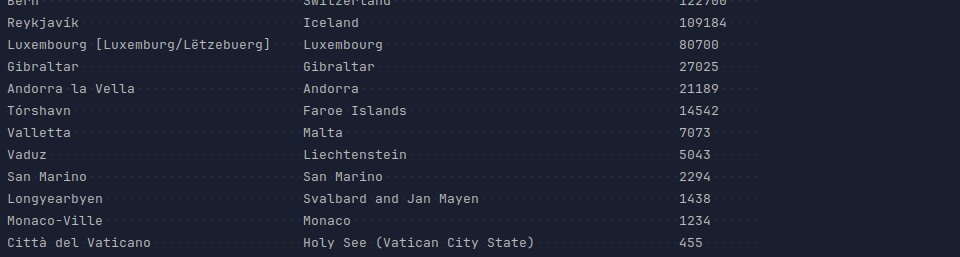 Bern Switzerland 122700
Reykjavík Iceland 109184
Luxembourg [Luxemburg/Lëtzebuerg] Luxembourg 80700
Gibraltar Gibraltar 27025
Andorra la Vella Andorra 21189
Tórshavn Faroe Islands 14542
Valletta Malta 7073
Vaduz Liechtenstein 5043
San Marino San Marino 2294
Longyearbyen Svalbard and Jan Mayen 1438
Monaco-Ville Monaco 1234
Città del Vaticano Holy See (Vatican City State) 455